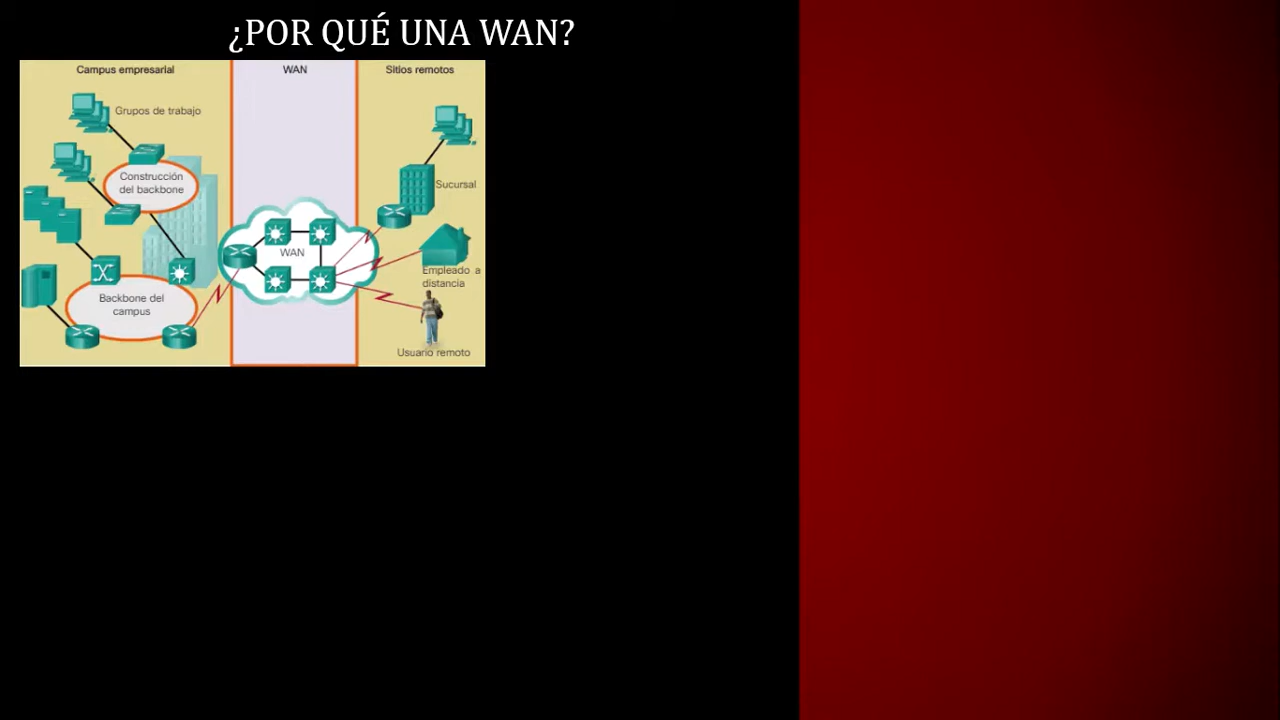 ¿POR QUÉ UNA WAN?
Campus empresarial
WAN
Sitios remotos
Grupos de trabajo
Construcción
del backbone
Sucursal
WAN
Empleado a
distancia
Backbone del
campus
Usuario remoto